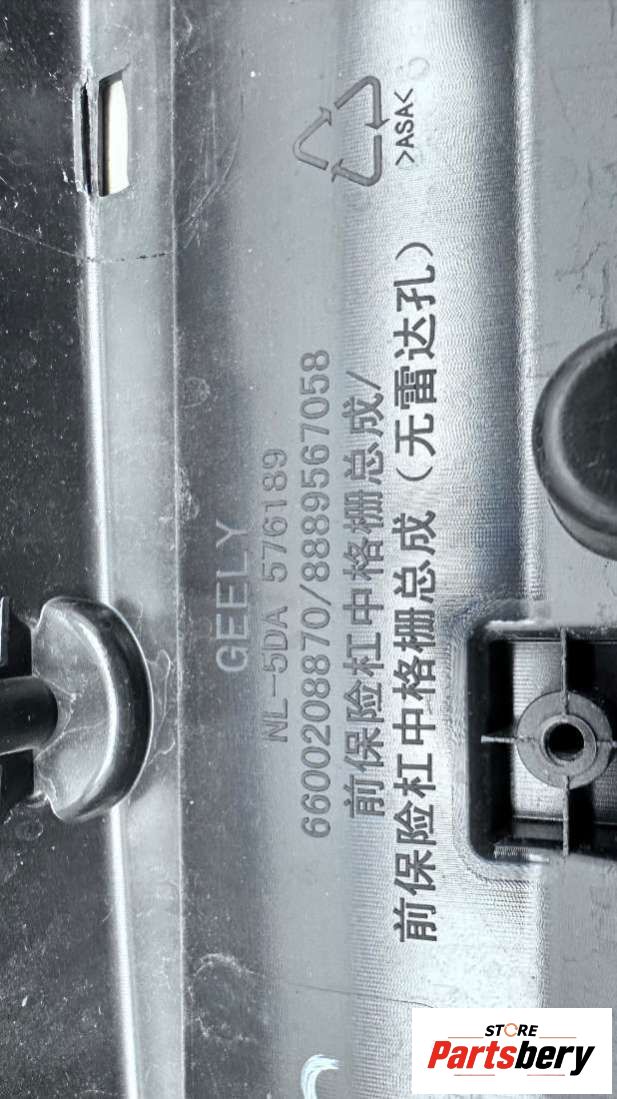 GEELY
NL-5DA 576189
6600208870/8889567058
前保险杠中格栅总成/
前保险杠中格栅总成（无雷达孔）
>ASA<
STORE
Partsbery